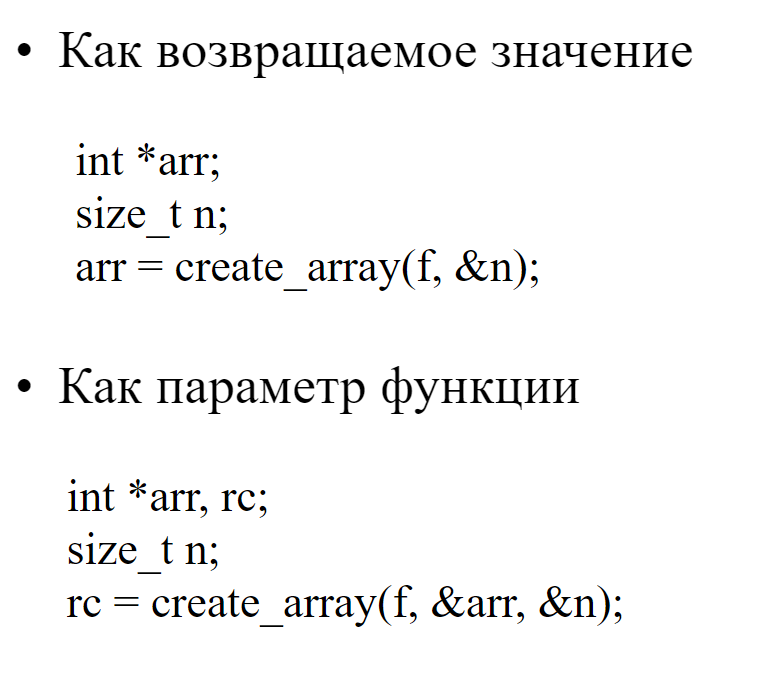 • Как возвращаемое значение
int *arr;
size_t n;
arr = create_array(f, &n);
• Как параметр функции
int *arr, rc;
size_t n;
rc = create_array(f, &arr, &n);